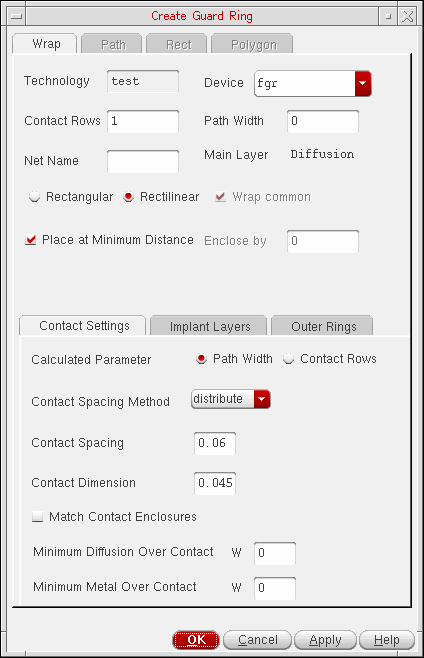 Create Guard Ring
Wrap Path Rect Polygon
Technology test Device fgr
Contact Rows 1 Path Width 0
Net Name Main Layer Diffusion
Rectangular Rectilinear Wrap common
Place at Minimum Distance Enclose by 0
Contact Settings Implant Layers Outer Rings
Calculated Parameter Path Width Contact Rows
Contact Spacing Method distribute
Contact Spacing 0.06
Contact Dimension 0.045
Match Contact Enclosures
Minimum Diffusion Over Contact W 0
Minimum Metal Over Contact W 0
OK Cancel Apply Help